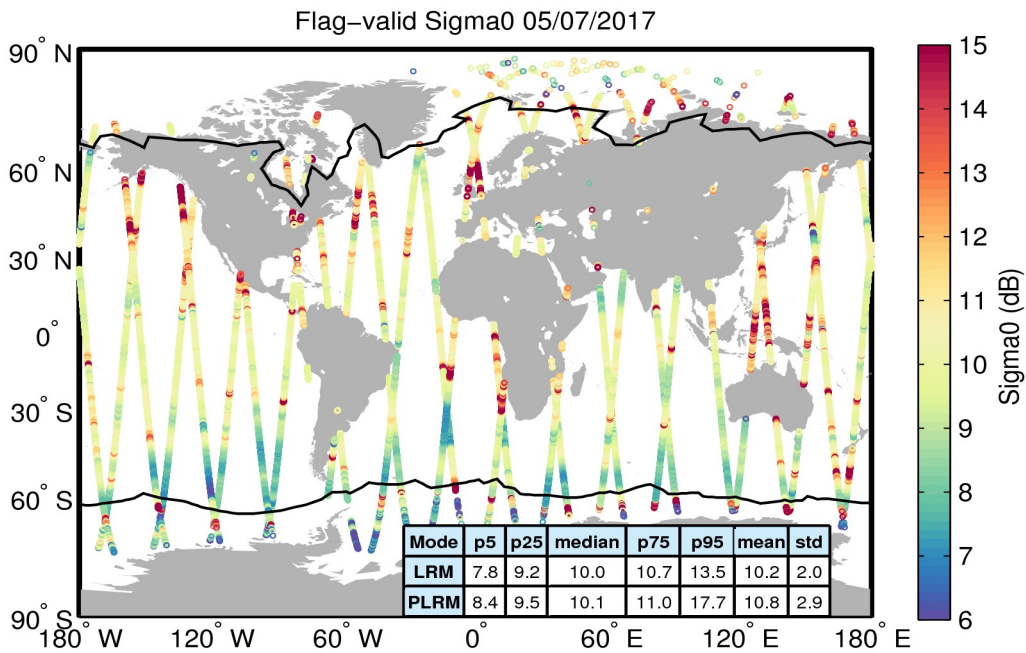 Flag−valid Sigma0 05/07/2017
90° N
60° N
30° N
0°
30° S
60° S
90° S
180° W
120° W
60° W
0°
60° E
120° E
180° E
Mode p5 p25 median p75 p95 mean std
LRM 7.8 9.2 10.0 10.7 13.5 10.2 2.0
PLRM 8.4 9.5 10.1 11.0 17.7 10.8 2.9
15
14
13
12
11
10
9
8
7
6
Sigma0 (dB)